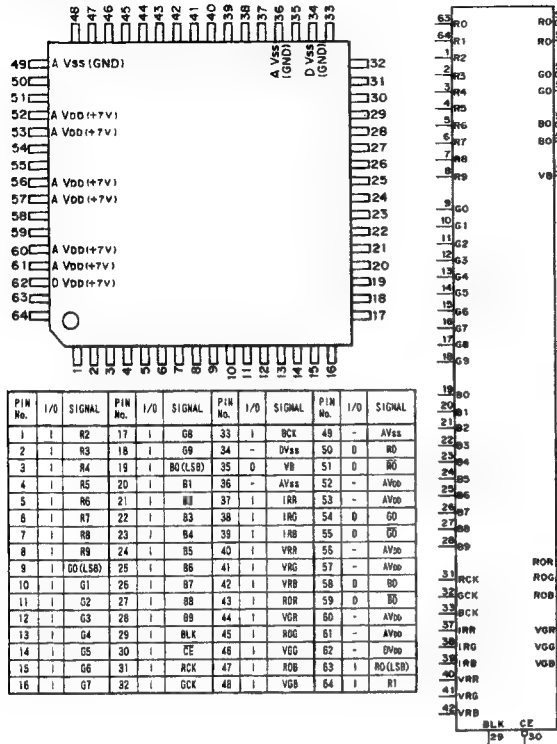 48 47 46 45 44 43 42 41 40 39 38 37 36 35 34 33
A Vss (GND)
D Vss (GND)
49 A Vss (GND)
50
51
52 A VDD (+7V)
53 A VDD (+7V)
54
55
56 A VDD (+7V)
57 A VDD (+7V)
58
59
60 A VDD (+7V)
61 A VDD (+7V)
62 D VDD (+7V)
63
64
32
31
30
29
28
27
26
25
24
23
22
21
20
19
18
17
1 2 3 4 5 6 7 8 9 10 11 12 13 14 15 16
PIN No. I/O SIGNAL PIN No. I/O SIGNAL PIN No. I/O SIGNAL PIN No. I/O SIGNAL
1 I R2 17 I G8 33 I BCK 49 - AVss
2 I R3 18 I G9 34 - DVss 50 O RO
3 I R4 19 I B0(LSB) 35 O VB 51 O R̅O̅
4 I R5 20 I B1 36 - AVss 52 - AVDD
5 I R6 21 I 37 I IRR 53 - AVDD
6 I R7 22 I B3 38 I IRG 54 O GO
7 I R8 23 I B4 39 I IRB 55 O G̅O̅
8 I R9 24 I B5 40 I VRR 56 - AVDD
9 I G0(LSB) 25 I B6 41 I VRG 57 - AVDD
10 I G1 26 I B7 42 I VRB 58 O BO
11 I G2 27 I B8 43 I ROR 59 O B̅O̅
12 I G3 28 I B9 44 I VGR 60 - AVDD
13 I G4 29 I BLK 45 I ROG 61 - AVDD
14 I G5 30 I C̅E̅ 46 I VGG 62 - DVDD
15 I G6 31 I RCK 47 I ROB 63 I R0(LSB)
16 I G7 32 I GCK 48 I VGB 64 I R1
63 R0 RO
64 R1 RO
1 R2
2 R3 GO
3 R4 GO
4 R5
5 R6 BO
6 R7 BO
7 R8
8 R9 VB
9 G0
10 G1
11 G2
12 G3
13 G4
14 G5
15 G6
16 G7
17 G8
18 G9
19 B0
20 B1
21 B2
22 B3
23 B4
24 B5
25 B6
26 B7
27 B8
28 B9
ROR
31 RCK ROG
32 GCK ROB
33 BCK
37 IRR VGR
38 IRG VGG
39 IRB VGB
40 VRR
41 VRG
42 VRB
BLK CE
29 30